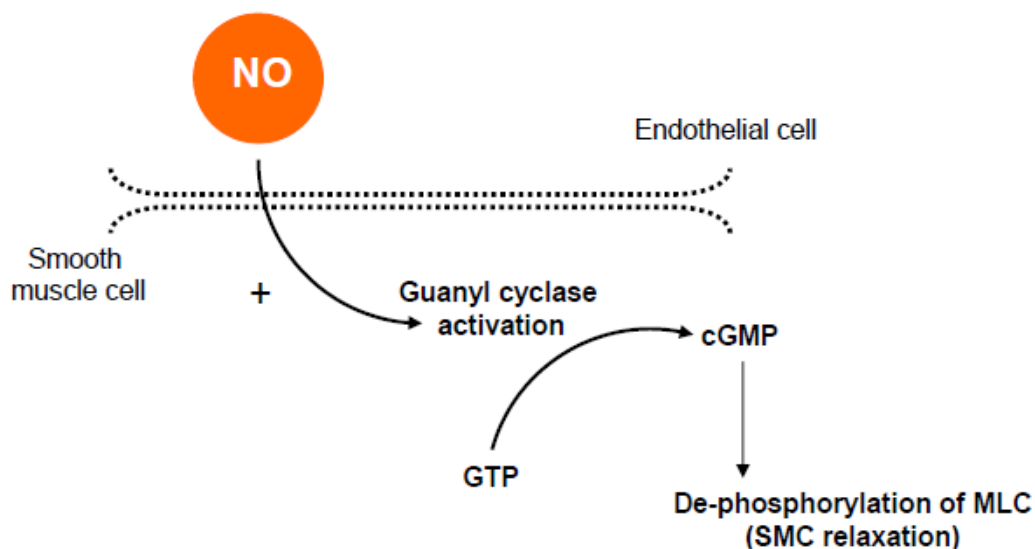 NO
Endothelial cell
Smooth
muscle cell
+
Guanyl cyclase
activation
cGMP
GTP
De-phosphorylation of MLC
(SMC relaxation)